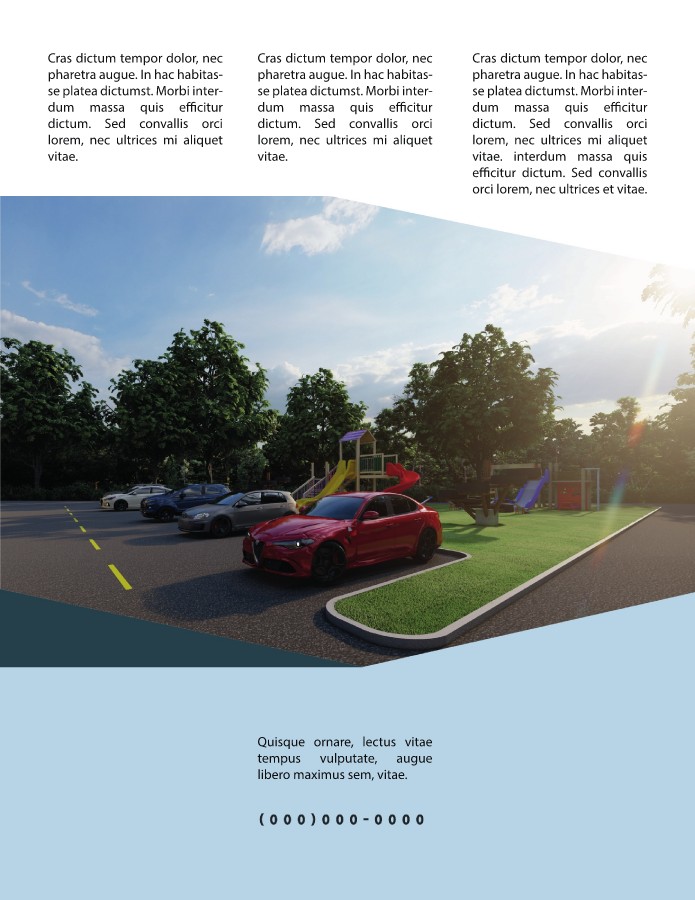 Cras dictum tempor dolor, nec
pharetra augue. In hac habitas-
se platea dictumst. Morbi inter-
dum massa quis efficitur
dictum. Sed convallis orci
lorem, nec ultrices mi aliquet
vitae.
Cras dictum tempor dolor, nec
pharetra augue. In hac habitas-
se platea dictumst. Morbi inter-
dum massa quis efficitur
dictum. Sed convallis orci
lorem, nec ultrices mi aliquet
vitae.
Cras dictum tempor dolor, nec
pharetra augue. In hac habitas-
se platea dictumst. Morbi inter-
dum massa quis efficitur
dictum. Sed convallis orci
lorem, nec ultrices mi aliquet
vitae. interdum massa quis
efficitur dictum. Sed convallis
orci lorem, nec ultrices et vitae.
Quisque ornare, lectus vitae
tempus vulputate, augue
libero maximus sem, vitae.
(000)000-0000